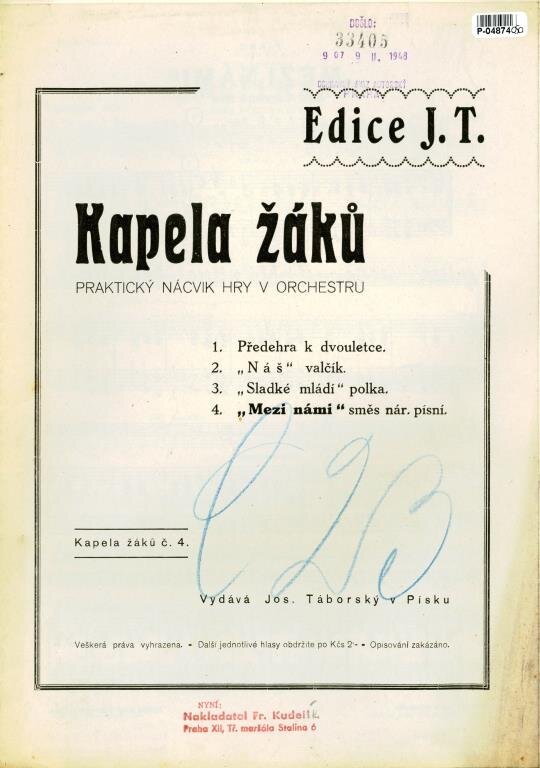 DOŠLO:
33405
9 07 9 II. 1948
P-04874
Edice J. T.
Kapela žáků
PRAKTICKÝ NÁCVIK HRY V ORCHESTRU
1. Předehra k dvouletce.
2. „Náš“ valčík.
3. „Sladké mládí“ polka.
4. „Mezi námi“ směs nár. písní.
Kapela žáků č. 4.
Vydává Jos. Táborský v Písku
Veškerá práva vyhrazena. - Další jednotlivé hlasy obdržíte po Kčs 2·- - Opisování zakázáno.
NYNÍ:
Nakladatel Fr. Kudelík
Praha XII, Tř. maršála Stalina 6